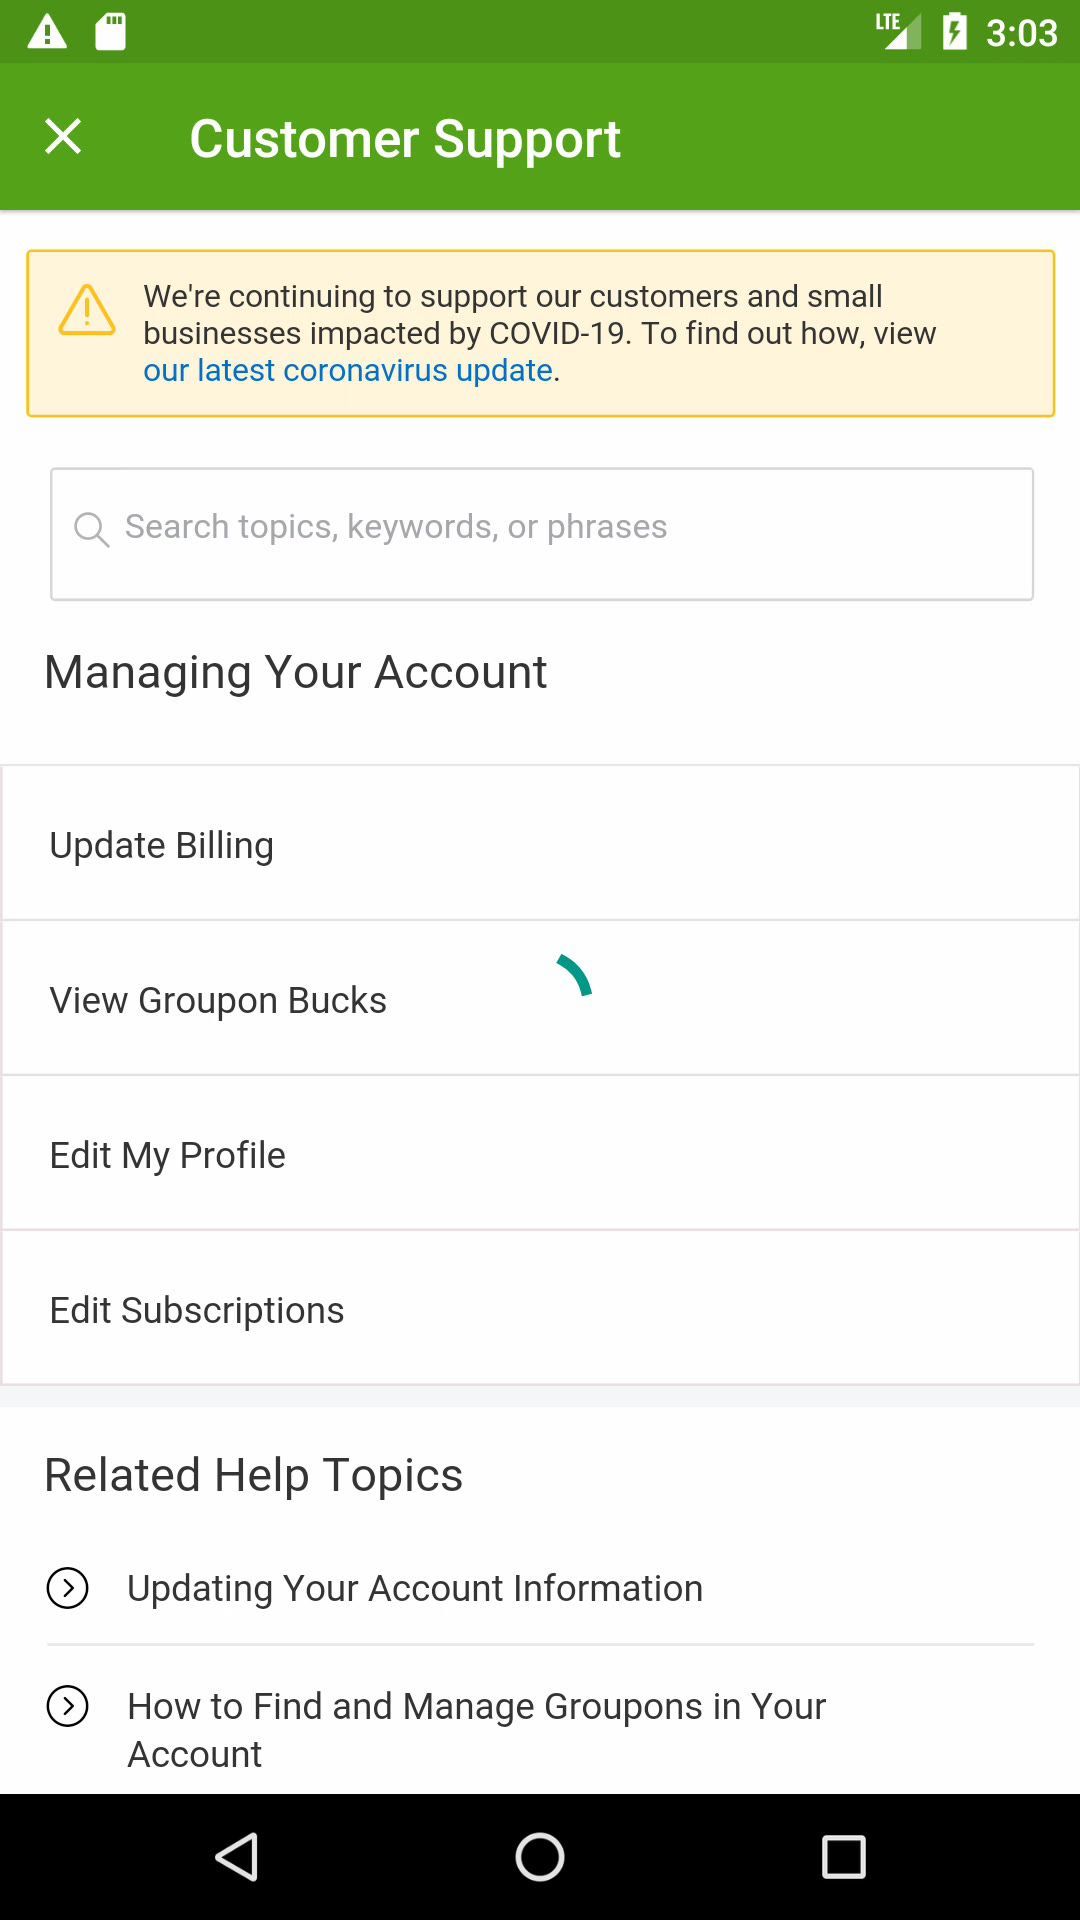 LTE 3:03
Customer Support
We're continuing to support our customers and small
businesses impacted by COVID-19. To find out how, view
our latest coronavirus update.
Search topics, keywords, or phrases
Managing Your Account
Update Billing
View Groupon Bucks
Edit My Profile
Edit Subscriptions
Related Help Topics
Updating Your Account Information
How to Find and Manage Groupons in Your
Account